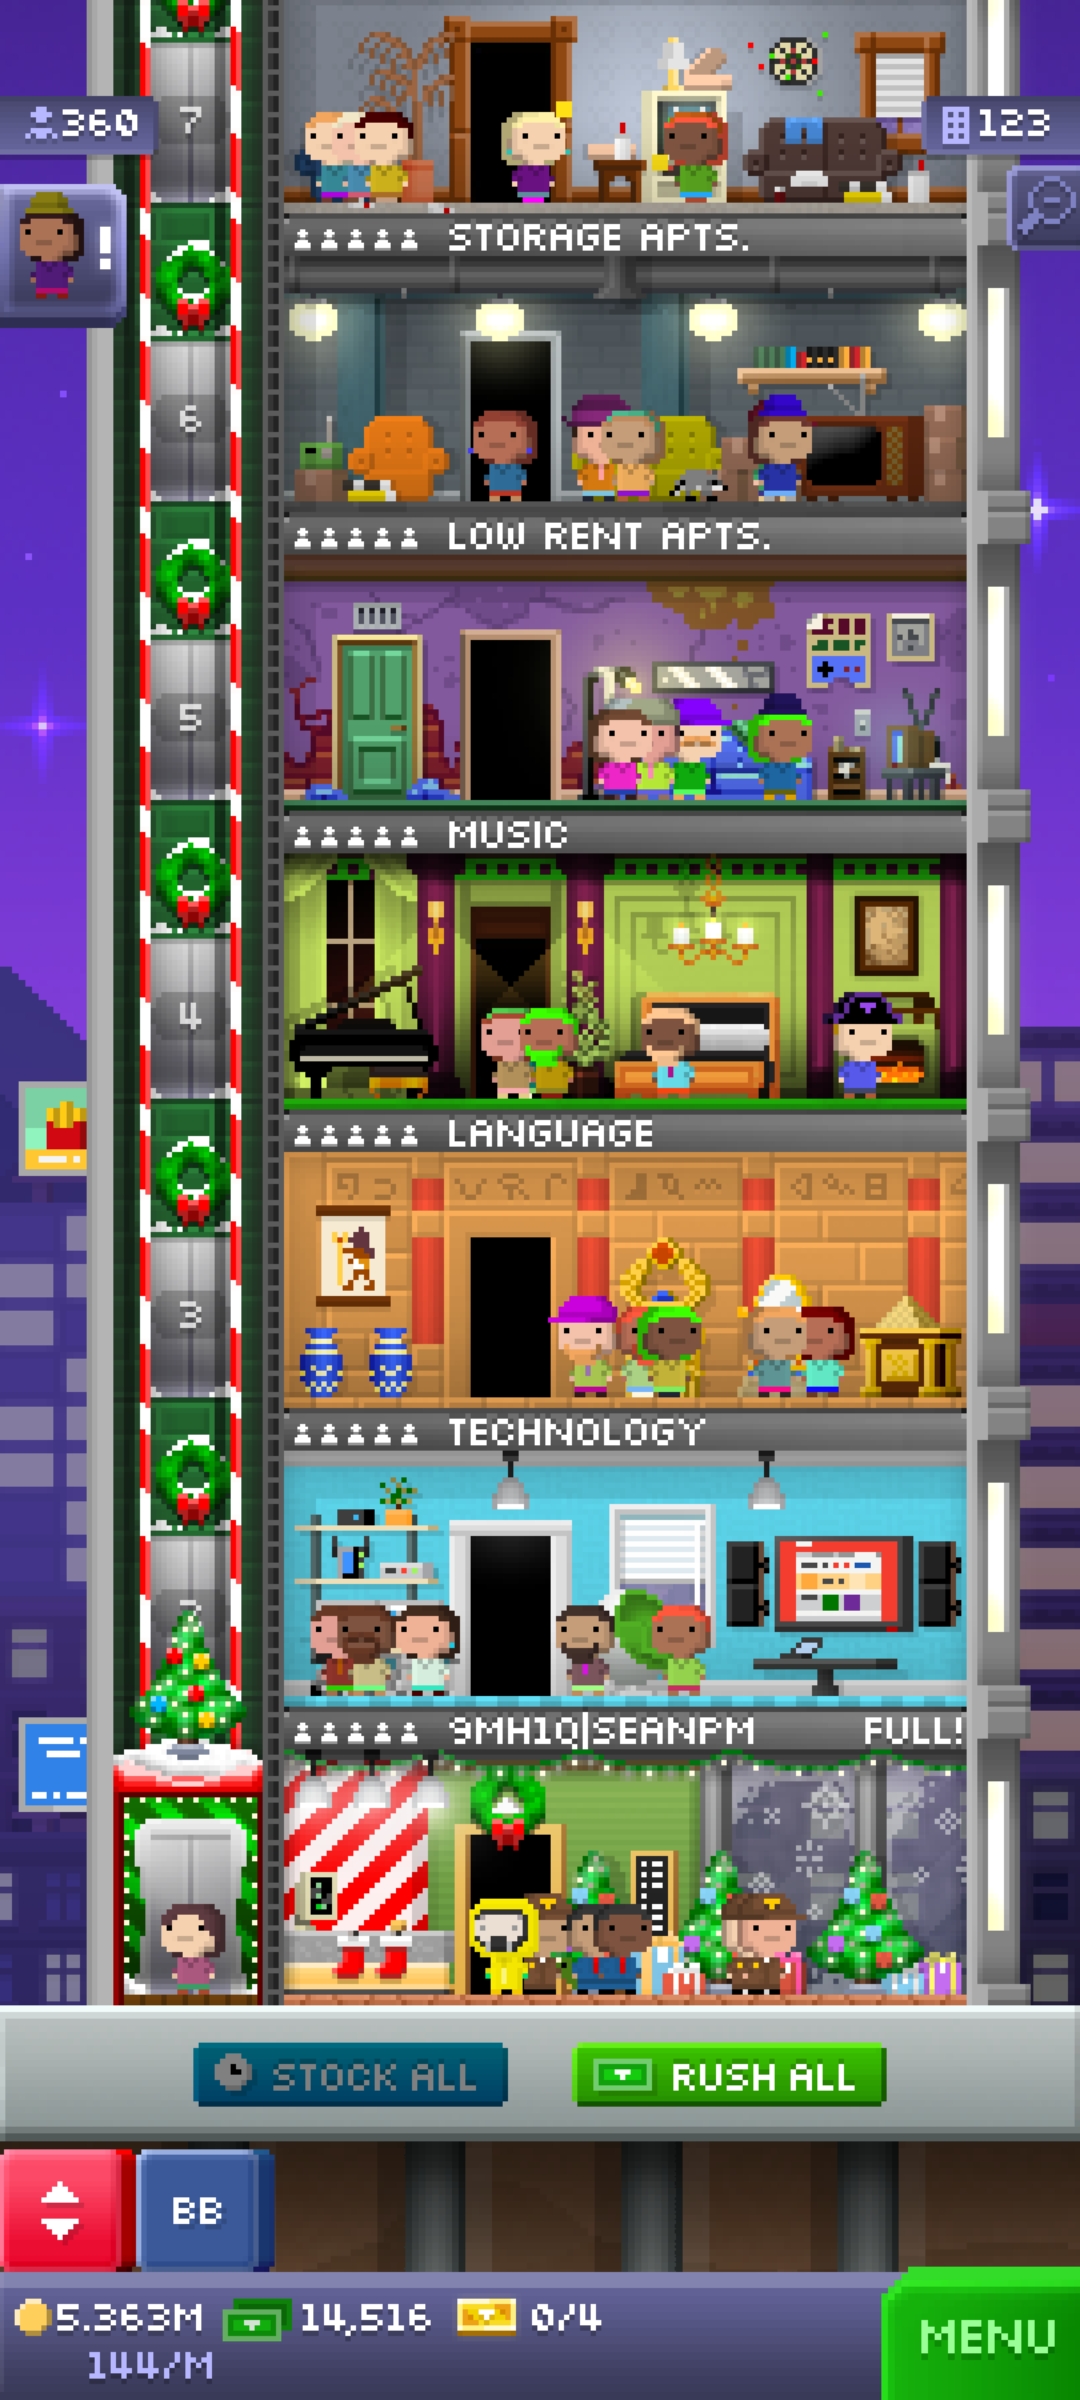 7
360
123
!
STORAGE APTS.
6
LOW RENT APTS.
5
MUSIC
4
LANGUAGE
3
TECHNOLOGY
9MH1Q|SEANPM FULL!
STOCK ALL
RUSH ALL
BB
5.363M 14,516 0/4
144/M
MENU